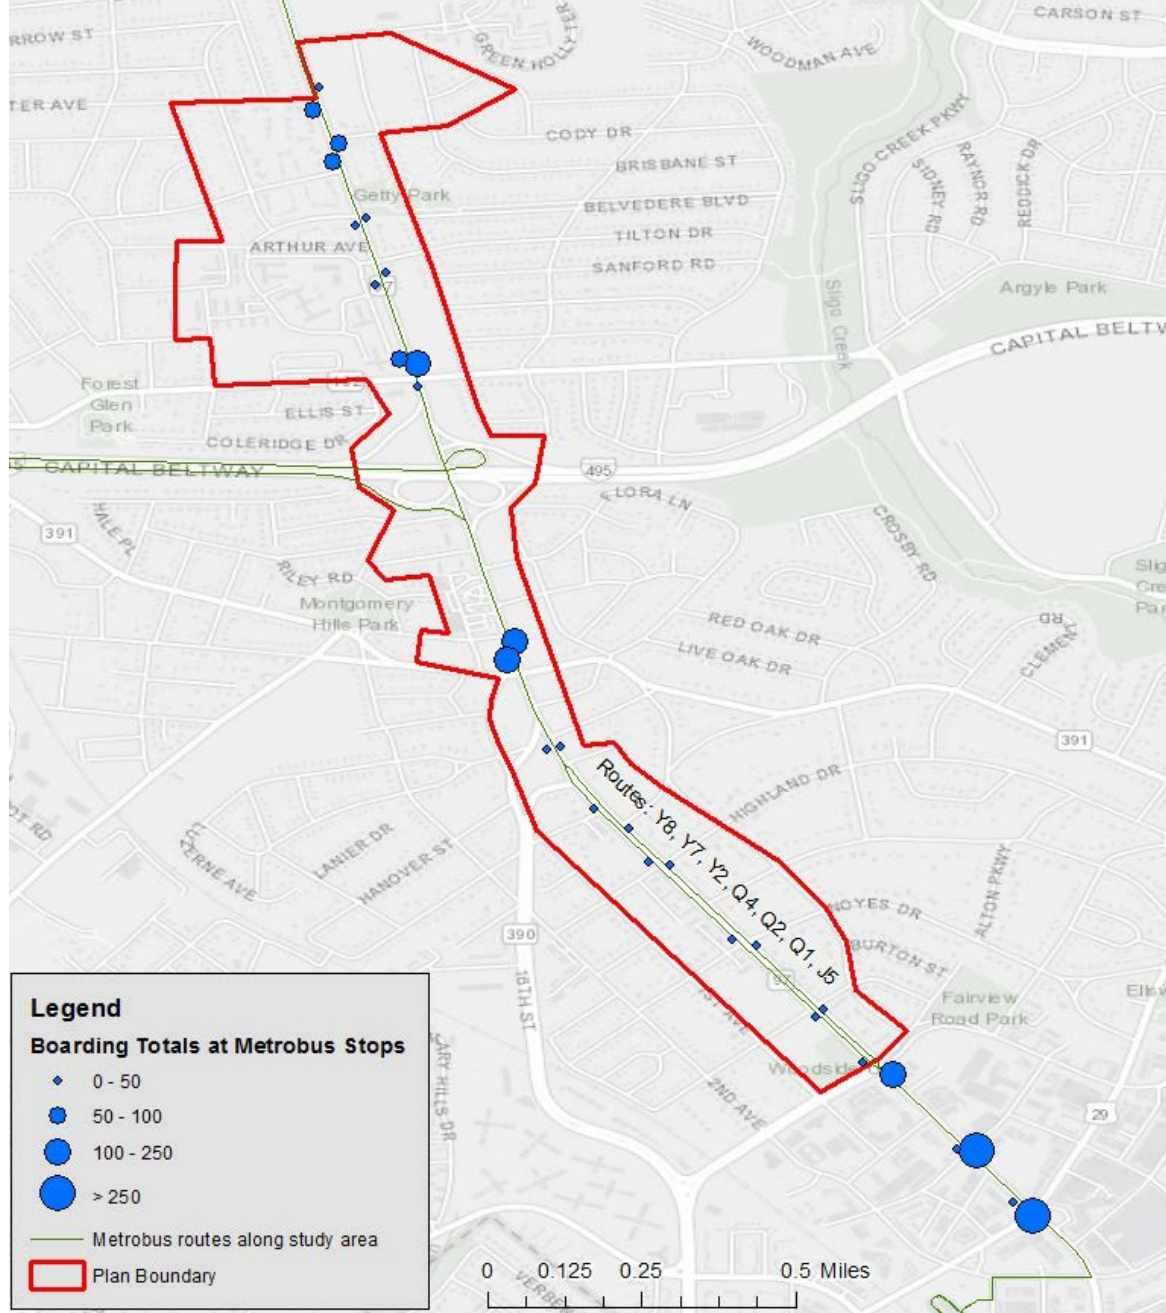 CARSON ST
GREEN HOLLY TER
WOODMAN AVE
CODY DR
SLIGO CREEK PKWY
BRISBANE ST
RAYNOR RD
REDDICK DR
SIDNEY RD
Getty Park
BELVEDERE BLVD
ARTHUR AVE
TILTON DR
SANFORD RD
Argyle Park
Sligo Creek
CAPITAL BELTW
Forest
Glen
Park
ELLIS ST
COLERIDGE DR
CAPITAL BELTWAY
495
FLORA LN
HALE PL
391
CROSBY RD
RILEY RD
Montgomery
Hills Park
RED OAK DR
LIVE OAK DR
CLEMENT RD
391
Routes: Y8, Y7, Y2, Q4, Q2, Q1, J5
HIGHLAND DR
LUZERNE AVE
LANIER DR
HANOVER ST
NOYES DR
ALTON PKWY
BURTON ST
390
97
16TH ST
1ST AVE
Fairview
Road Park
2ND AVE
29
Legend
Boarding Totals at Metrobus Stops
0 - 50
50 - 100
100 - 250
> 250
Metrobus routes along study area
Plan Boundary
0 0.125 0.25 0.5 Miles